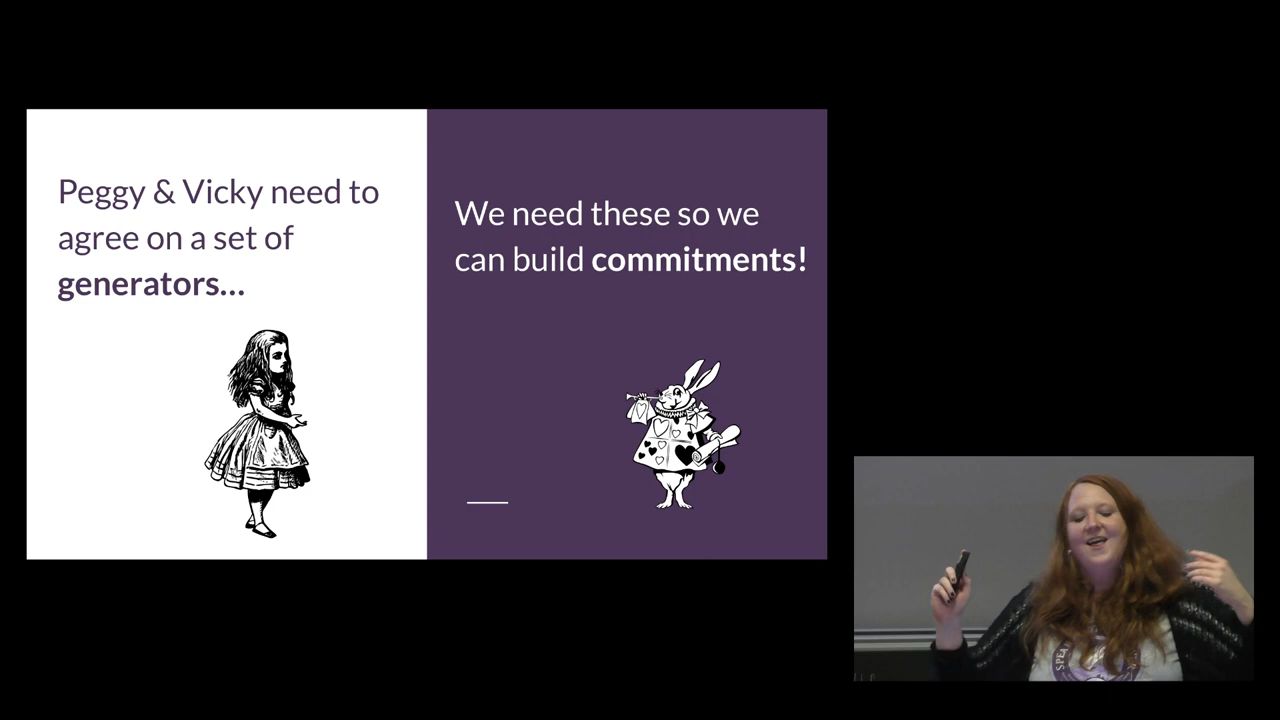 Peggy & Vicky need to
agree on a set of
generators...
We need these so we
can build commitments!